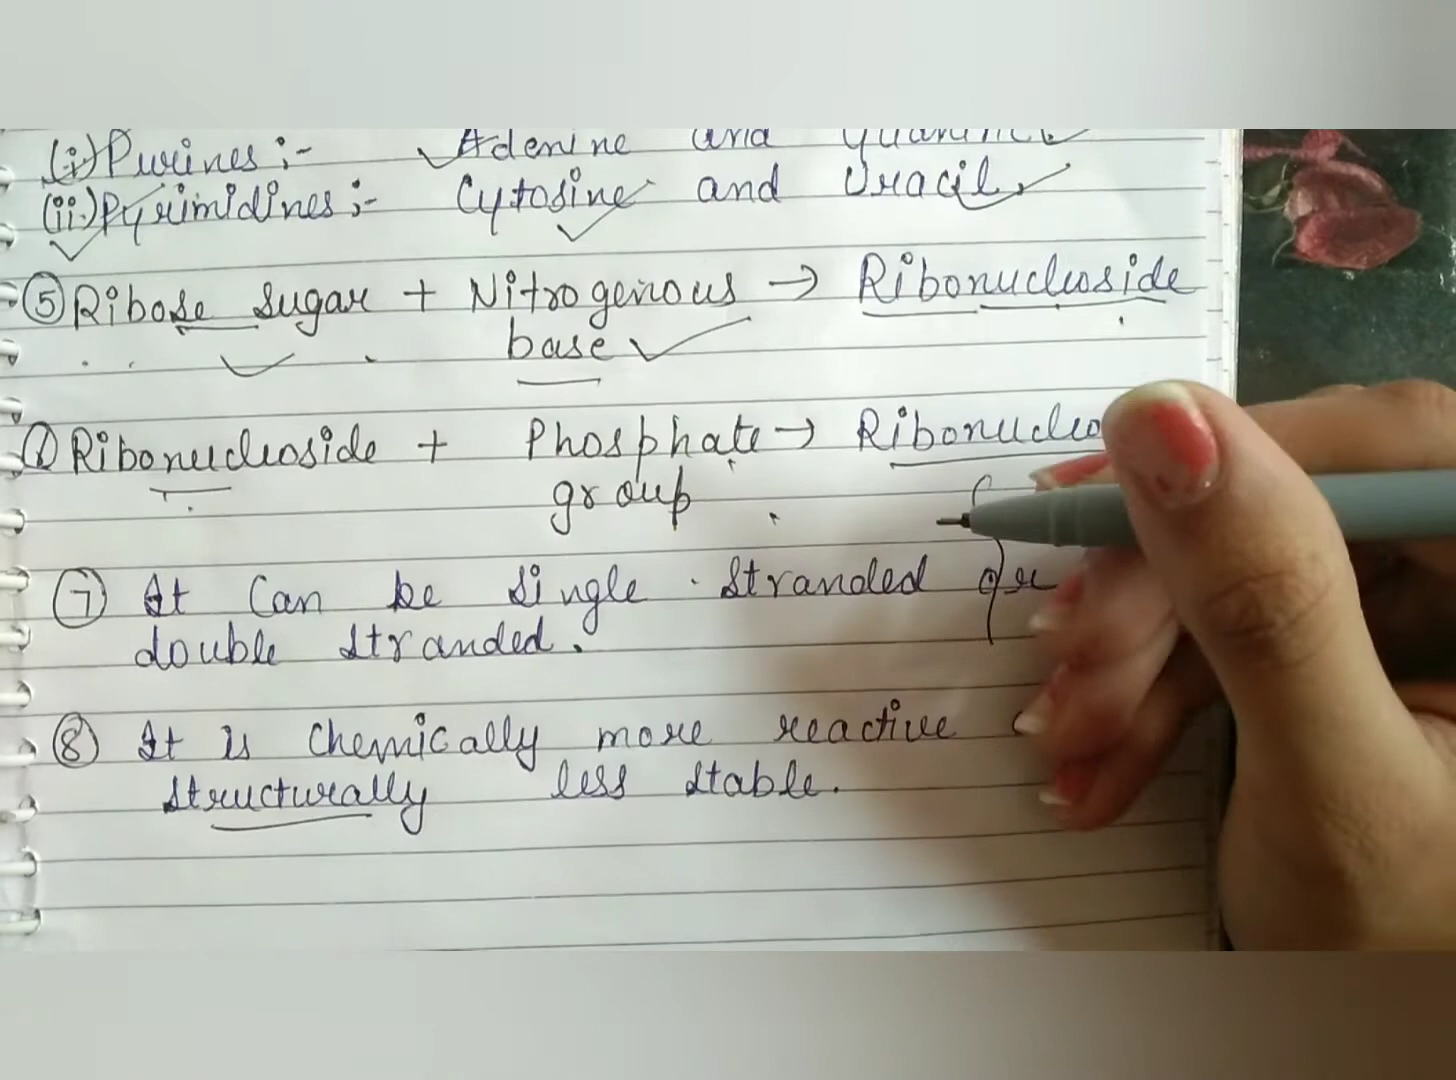 (i) Purines :- Adenine and Guanine
(ii) Pyrimidines :- Cytosine and Uracil
⑤ Ribose sugar + Nitrogenous → Ribonucleoside
base
Ribonucleoside + Phosphate → Ribonucleo
group
⑦ It can be single stranded or
double stranded.
⑧ It is chemically more reactive
structurally less stable.